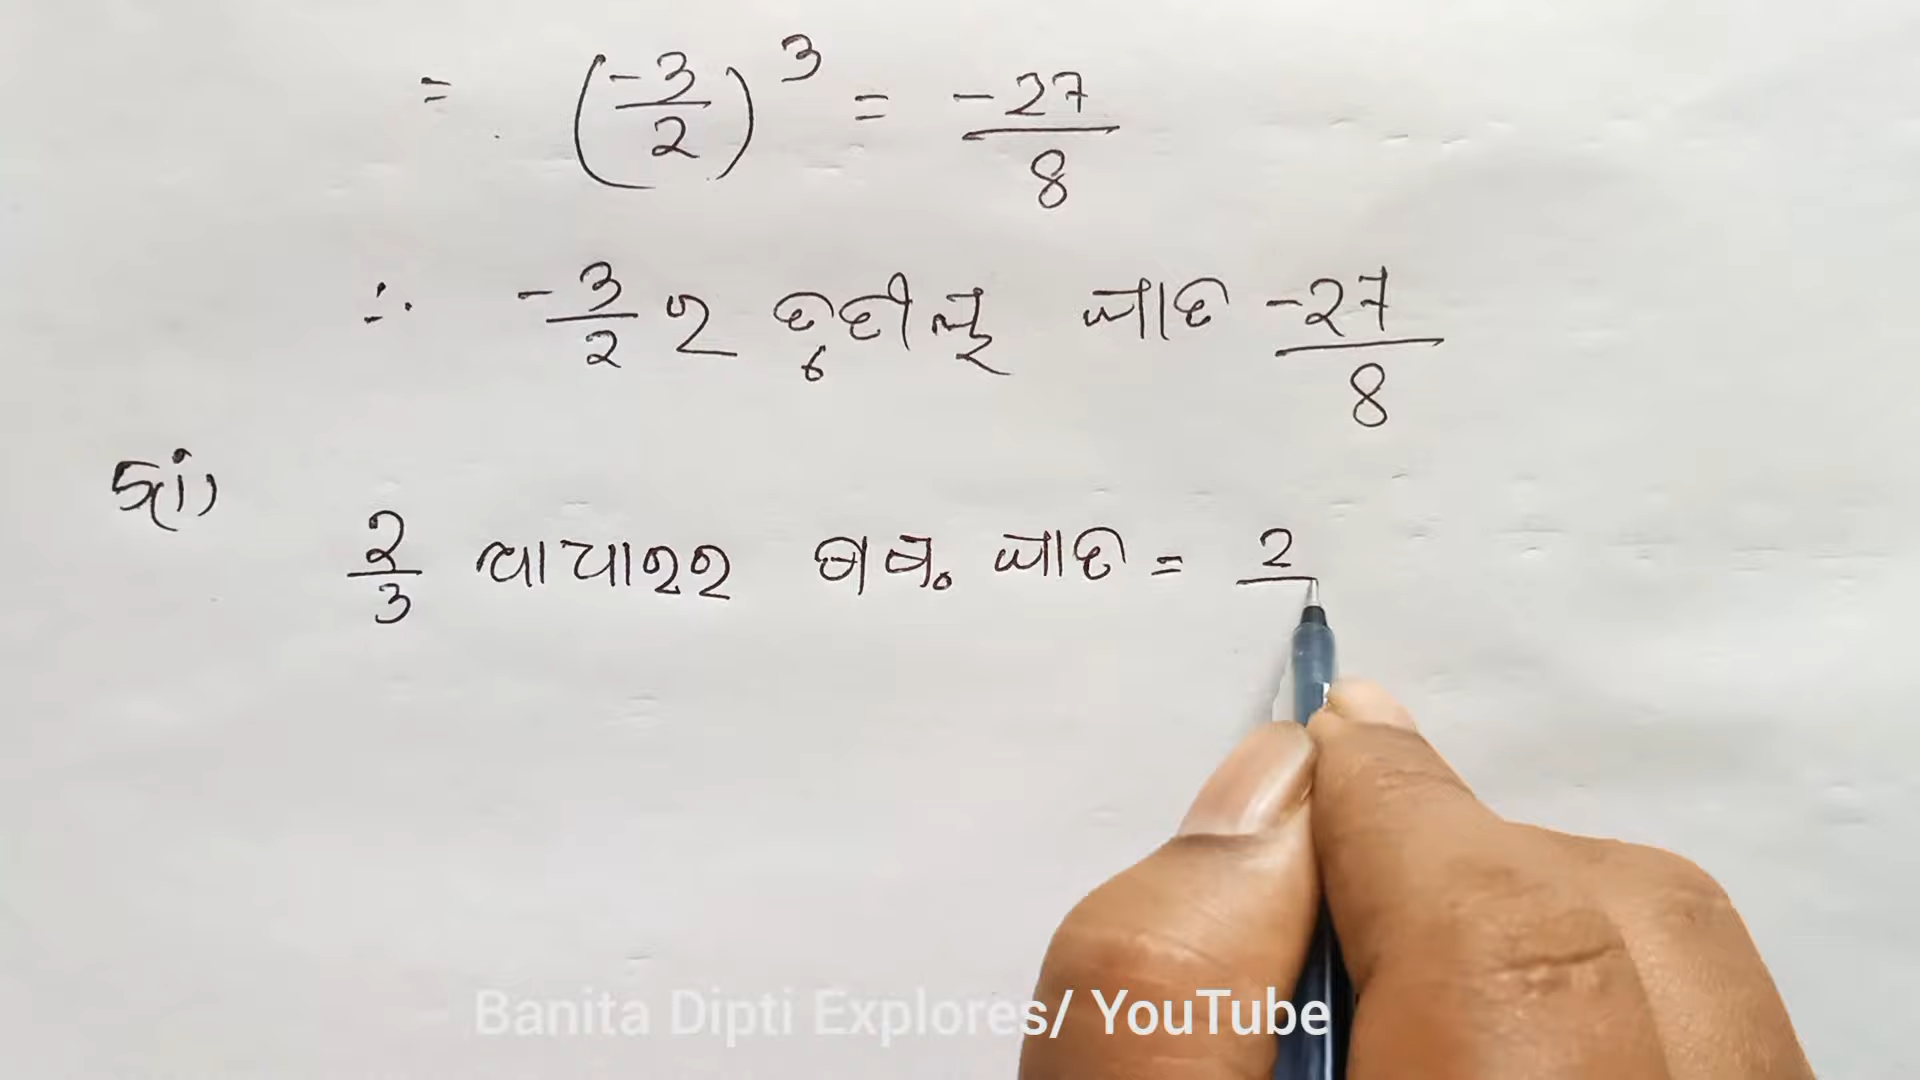 = (-3/2)^3 = -27/8
∴ -3/2 ର ତୃତୀୟ ଘାତ -27/8
5(i)
2/3 ଆଧାରର ଷଷ୍ଠ ଘାତ = 2
Banita Dipti Explores/ YouTube